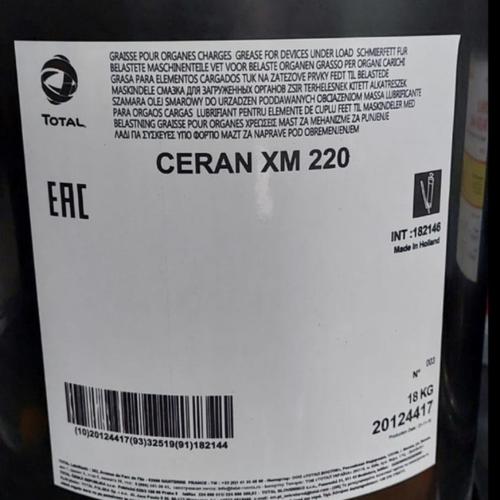 GRAISSE POUR ORGANES CHARGES GREASE FOR DEVICES UNDER LOAD SCHMIERFETT FUR
BELASTETE MASCHINENTEILE VET VOOR BELASTE ORGANEN GRASSO PER ORGANI CARICHI
GRASA PARA ELEMENTOS CARGADOS TUK NA ZATEZOVE PRVKY FEDT TIL BELASTEDE
MASKINDELE СМАЗКА ДЛЯ ЗАГРУЖЕННЫХ ОРГАНОВ ZSIR TERHELESNEK KITETT ALKATRESZEK
SZAMARA OLEJ SMAROWY DO URZADZEN PODDAWANYCH OBCIAZENIOM MASSA LUBRIFICANTE
PARA ORGAOS CARGAS LUBRIFIANT PENTRU ELEMENTE DE CUPLU FETT TIL MASKINDELER MED
BELASTNING GRAISSE POUR ORGANES ХРЕОШЕЕС MAST ZA MEHANIZME ZA PUNJENJE
ΛΑΔΙ ΓΙΑ ΣΥΣΚΕΥΕΣ ΥΠΟ ΦΟΡΤΙΟ MAZT ZA NAPRAVE POD OBREMENJENJEM
TOTAL
CERAN XM 220
EAC
INT :182146
Made in Holland
N° 003
18 KG
20124417
(10)20124417(93)32519(91)182144